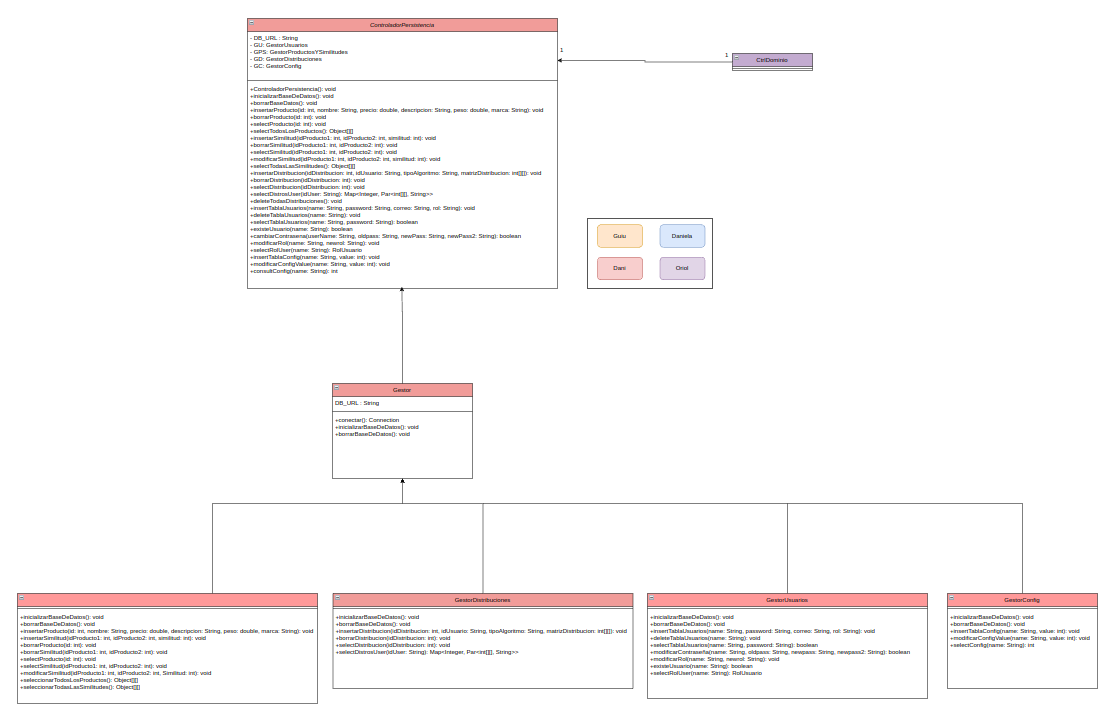 ControladorPersistencia
- DB_URL : String
- GU: GestorUsuarios
- GPS: GestorProductosYSimilitudes
- GD: GestorDistribuciones
- GC: GestorConfig
+ControladorPersistencia(): void
+inicializarBaseDeDatos(): void
+borrarBaseDatos(): void
+insertarProducto(id: int, nombre: String, precio: double, descripcion: String, peso: double, marca: String): void
+borrarProducto(id: int): void
+selectProducto(id: int): void
+selectTodosLosProductos(): Object[][]
+insertarSimilitud(idProducto1: int, idProducto2: int, similitud: int): void
+borrarSimilitud(idProducto1: int, idProducto2: int): void
+selectSimilitud(idProducto1: int, idProducto2: int): void
+modificarSimilitud(idProducto1: int, idProducto2: int, similitud: int): void
+selectTodasLasSimilitudes(): Object[][]
+insertarDistribucion(idDistribucion: int, idUsuario: String, tipoAlgoritmo: String, matrizDistribucion: int[][]): void
+borrarDistribucion(idDistribucion: int): void
+selectDistribucion(idDistribucion: int): void
+selectDistrosUser(idUser: String): Map<Integer, Par<int[][], String>>
+deleteTodasDistribuciones(): void
+insertTablaUsuarios(name: String, password: String, correo: String, rol: String): void
+deleteTablaUsuarios(name: String): void
+selectTablaUsuarios(name: String, password: String): boolean
+existeUsuario(name: String): boolean
+cambiarContrasena(userName: String, oldpass: String, newPass: String, newPass2: String): boolean
+modificarRol(name: String, newrol: String): void
+selectRolUser(name: String): RolUsuario
+insertTablaConfig(name: String, value: int): void
+modificarConfigValue(name: String, value: int): void
+consultConfig(name: String): int
1
1
CtrlDominio
Guiu
Daniela
Dani
Oriol
Gestor
DB_URL : String
+conectar(): Connection
+inicializarBaseDeDatos(): void
+borrarBaseDeDatos(): void
+inicializarBaseDeDatos(): void
+borrarBaseDeDatos(): void
+insertarProducto(id: int, nombre: String, precio: double, descripcion: String, peso: double, marca: String): void
+insertarSimilitud(idProducto1: int, idProducto2: int, similitud: int): void
+borrarProducto(id: int): void
+borrarSimilitud(idProducto1: int, idProducto2: int): void
+selectProducto(id: int): void
+selectSimilitud(idProducto1: int, idProducto2: int): void
+modificarSimilitud(idProducto1: int, idProducto2: int, Similitud: int): void
+seleccionarTodosLosProductos(): Object[][]
+seleccionarTodasLasSimilitudes(): Object[][]
GestorDistribuciones
+inicializarBaseDeDatos(): void
+borrarBaseDeDatos(): void
+insertarDistribucion(idDistribucion: int, idUsuario: String, tipoAlgoritmo: String, matrizDistribucion: int[][]): void
+borrarDistribucion(idDistribucion: int): void
+selectDistribucion(idDistribucion: int): void
+selectDistrosUser(idUser: String): Map<Integer, Par<int[][], String>>
GestorUsuarios
+inicializarBaseDeDatos(): void
+borrarBaseDeDatos(): void
+insertTablaUsuarios(name: String, password: String, correo: String, rol: String): void
+deleteTablaUsuarios(name: String): void
+selectTablaUsuarios(name: String, password: String): boolean
+modificarContraseña(name: String, oldpass: String, newpass: String, newpass2: String): boolean
+modificarRol(name: String, newrol: String): void
+existeUsuario(name: String): boolean
+selectRolUser(name: String): RolUsuario
GestorConfig
+inicializarBaseDeDatos(): void
+borrarBaseDeDatos(): void
+insertTablaConfig(name: String, value: int): void
+modificarConfigValue(name: String, value: int): void
+selectConfig(name: String): int